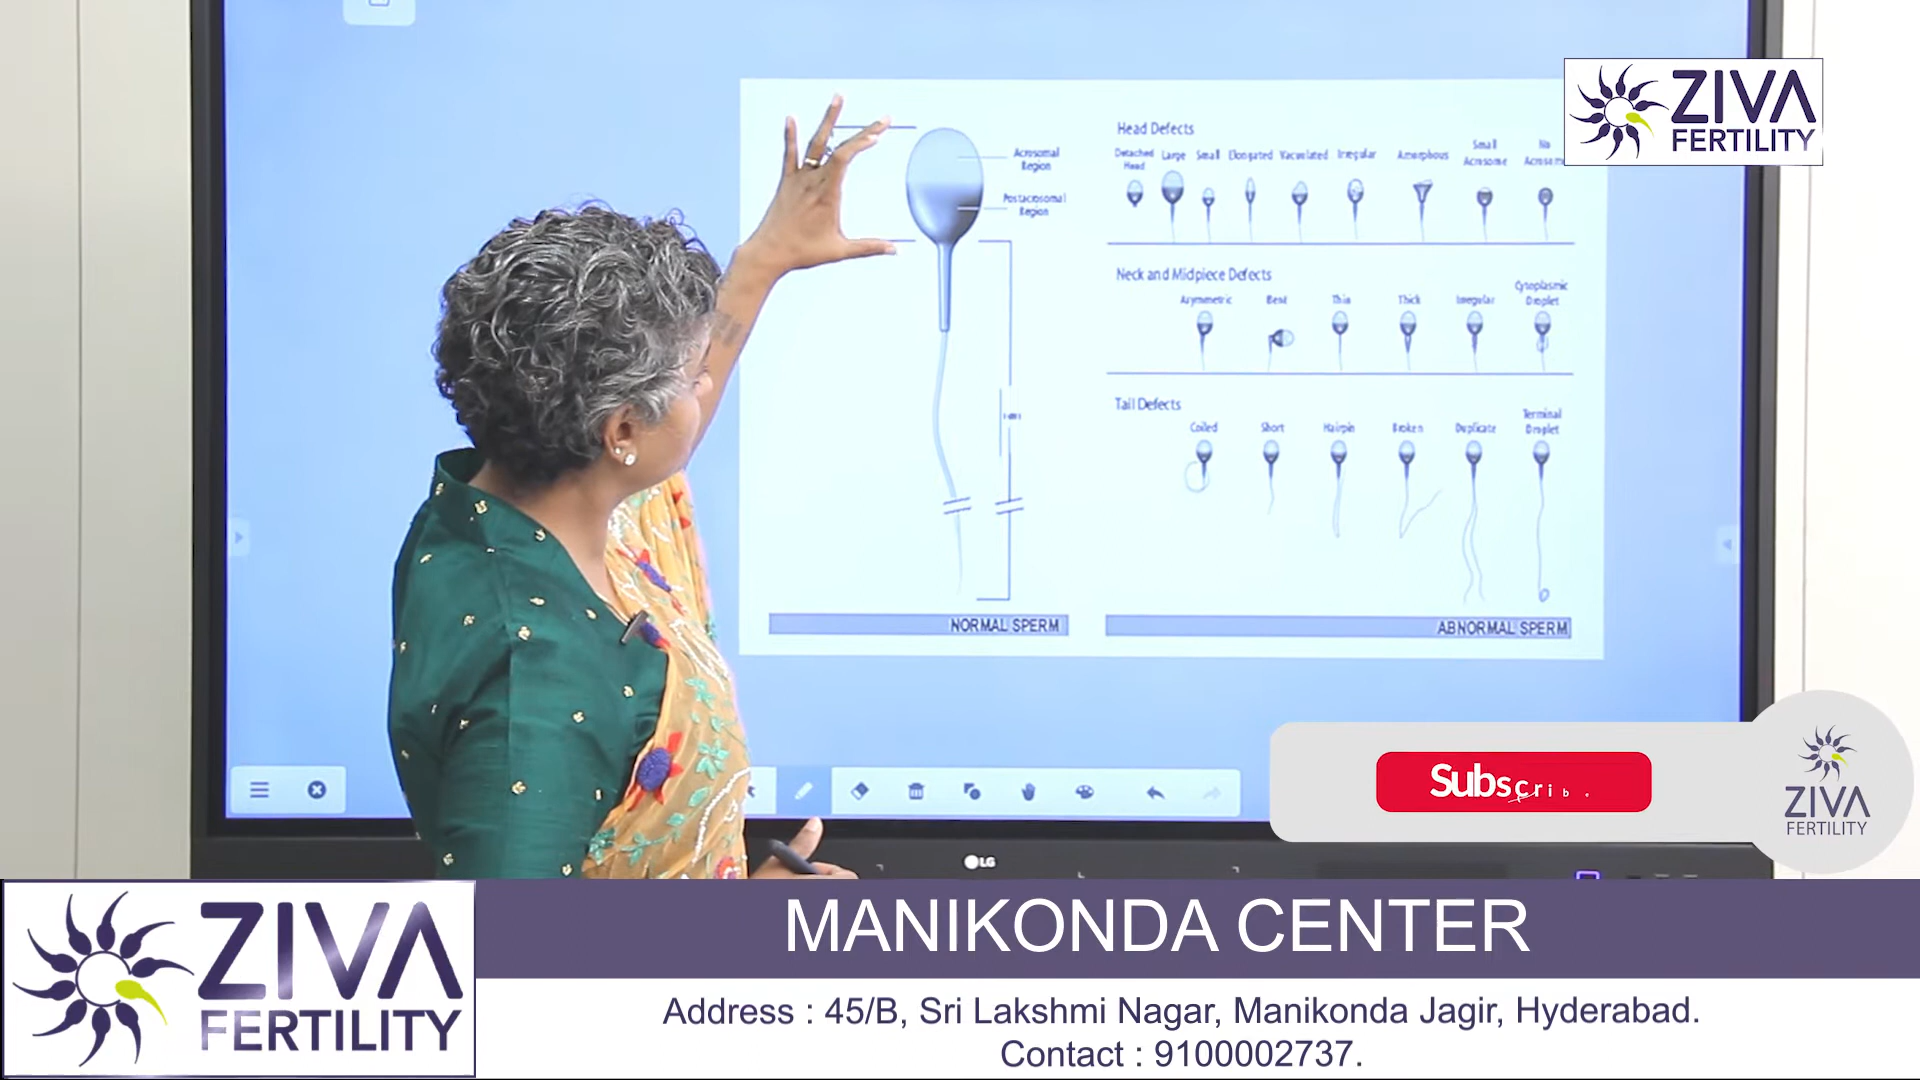 ZIVA
FERTILITY
Head Defects
Detached
Head
Large
Small
Elongated
Vacuolated
Irregular
Amorphous
Small
Acrosome
No
Acrosome
Acrosomal
Region
Postacrosomal
Region
Neck and Midpiece Defects
Asymmetric
Bent
Thin
Thick
Irregular
Cytoplasmic
Droplet
Tail Defects
Coiled
Short
Hairpin
Broken
Duplicate
Terminal
Droplet
NORMAL SPERM
ABNORMAL SPERM
Subscrib
ZIVA
FERTILITY
LG
ZIVA
FERTILITY
MANIKONDA CENTER
Address : 45/B, Sri Lakshmi Nagar, Manikonda Jagir, Hyderabad.
Contact : 9100002737.